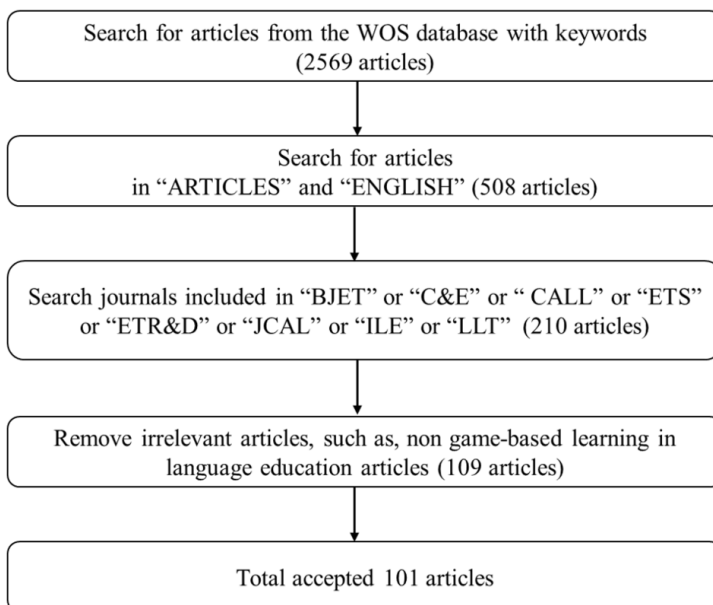 Search for articles from the WOS database with keywords
(2569 articles)
Search for articles
in “ARTICLES” and “ENGLISH” (508 articles)
Search journals included in “BJET” or “C&E” or “ CALL” or “ETS”
or “ETR&D” or “JCAL” or “ILE” or “LLT” (210 articles)
Remove irrelevant articles, such as, non game-based learning in
language education articles (109 articles)
Total accepted 101 articles